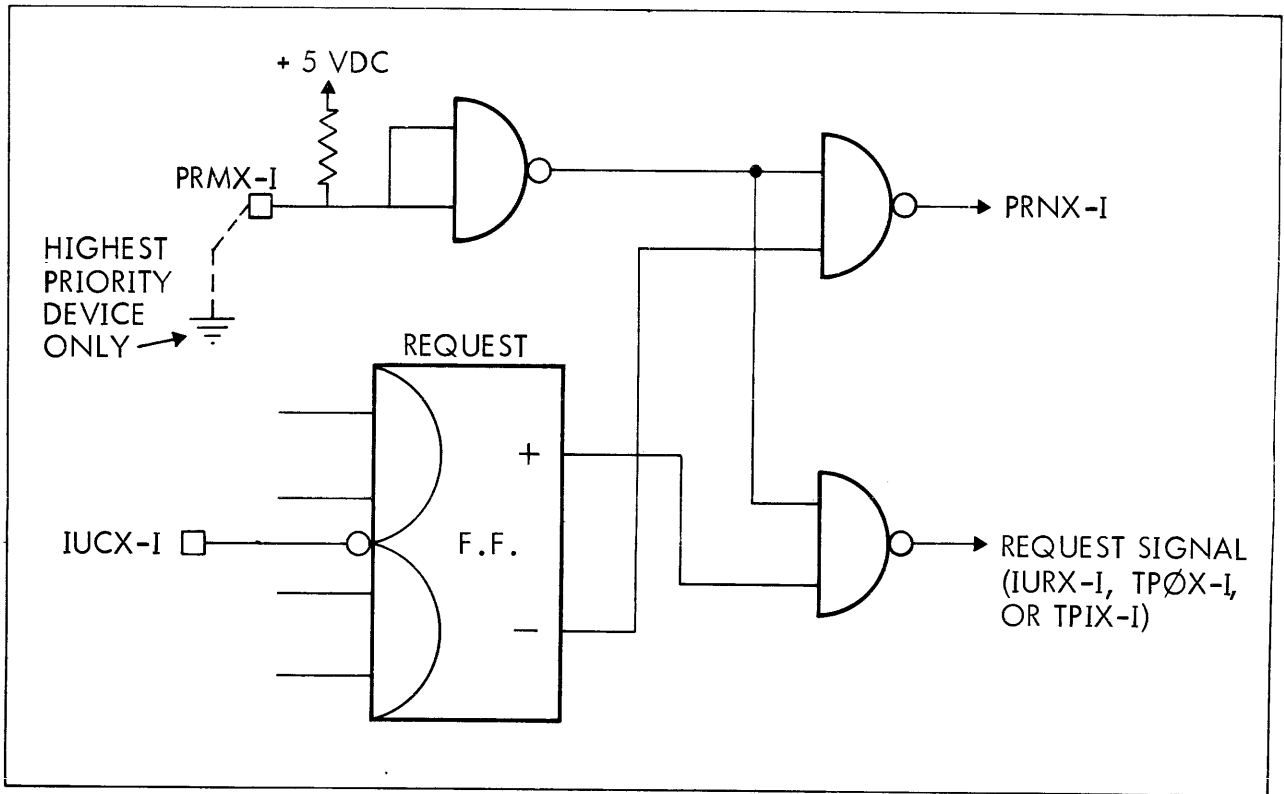 + 5 VDC
PRMX-I
HIGHEST
PRIORITY
DEVICE
ONLY
PRNX-I
REQUEST
+
IUCX-I
F.F.
−
REQUEST SIGNAL
(IURX-I, TPØX-I,
OR TPIX-I)